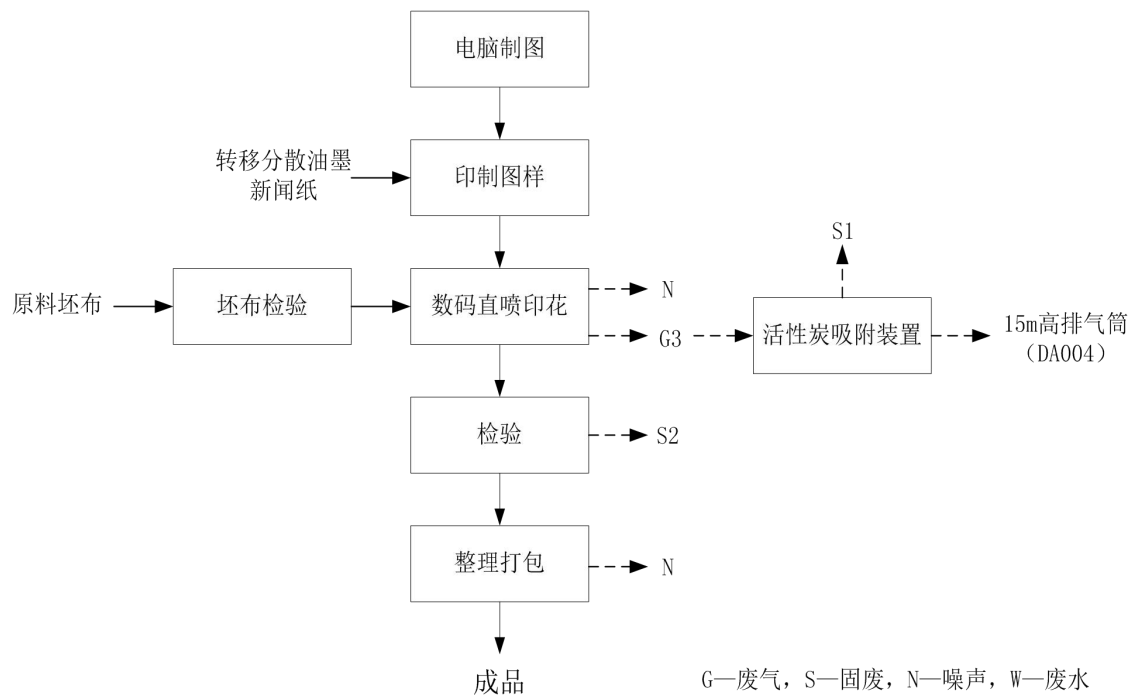 电脑制图
转移分散油墨
新闻纸
印制图样
S1
原料坯布
坯布检验
数码直喷印花
N
G3
活性炭吸附装置
15m高排气筒
（DA004）
检验
S2
整理打包
N
成品
G—废气，S—固废，N—噪声，W—废水